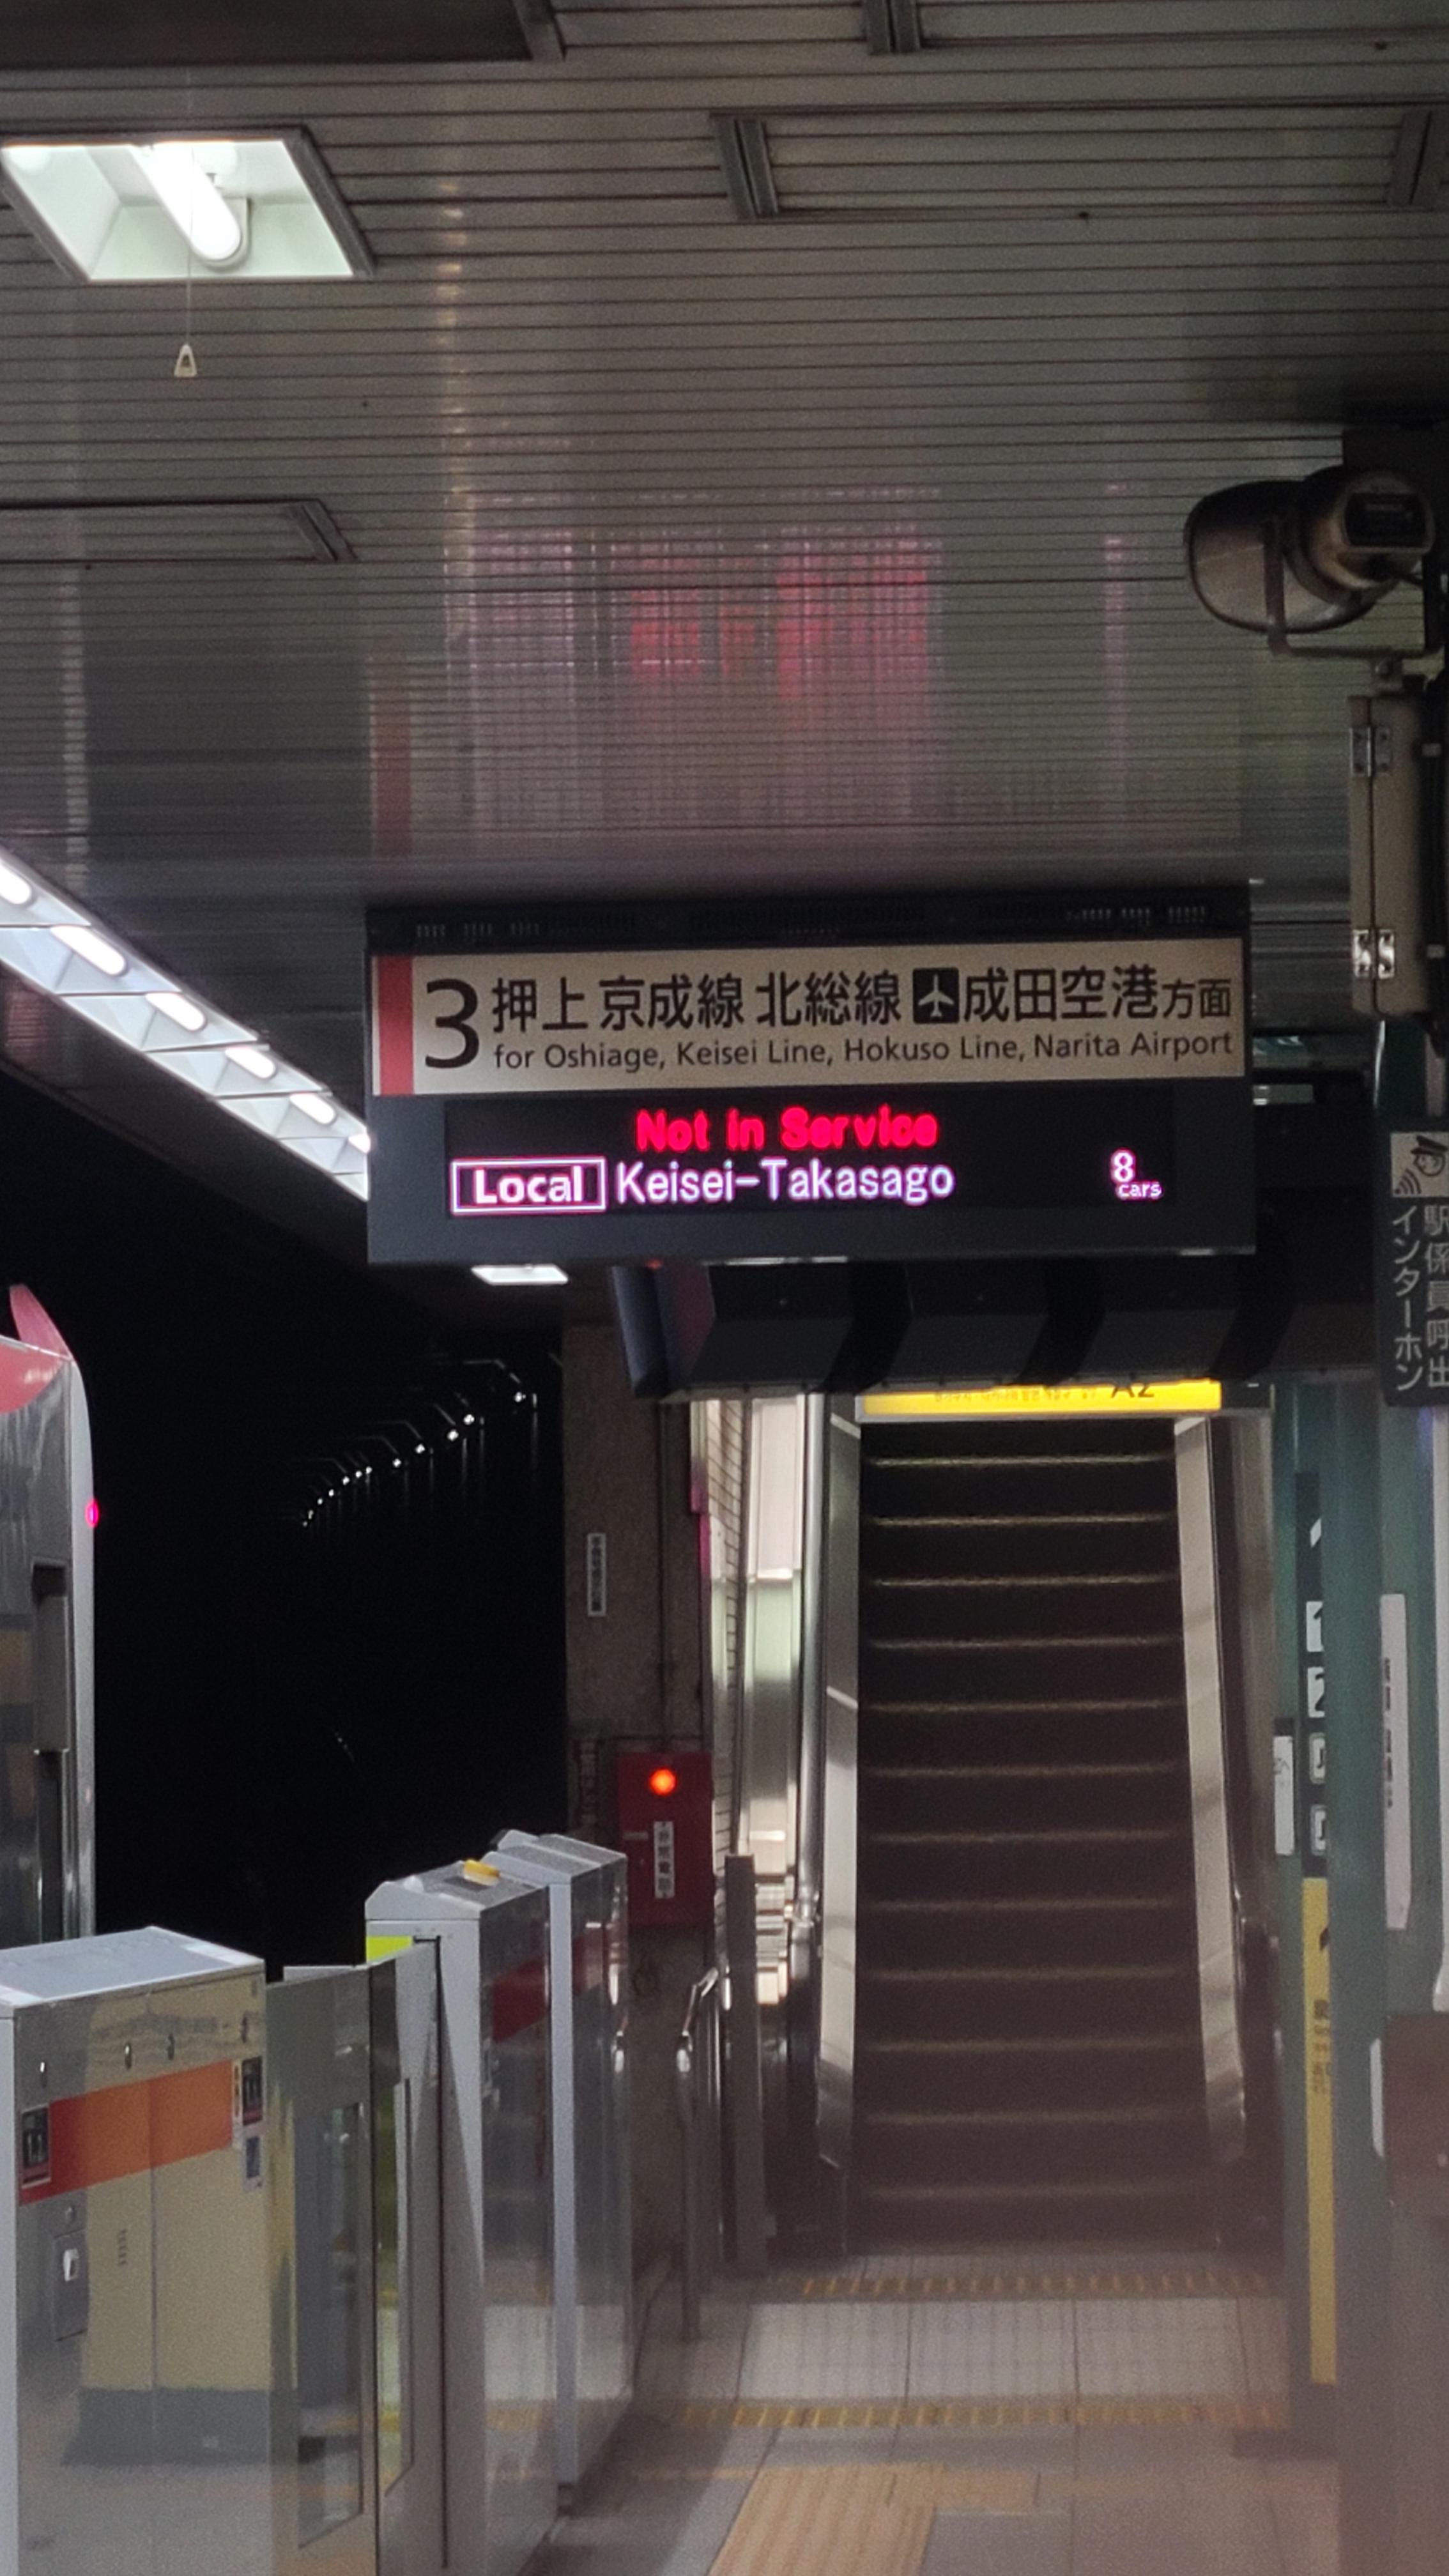 3 押上 京成線 北総線 成田空港方面
for Oshiage, Keisei Line, Hokuso Line, Narita Airport
Not in Service
Local Keisei-Takasago 8 cars
駅係員呼出
インターホン
A2